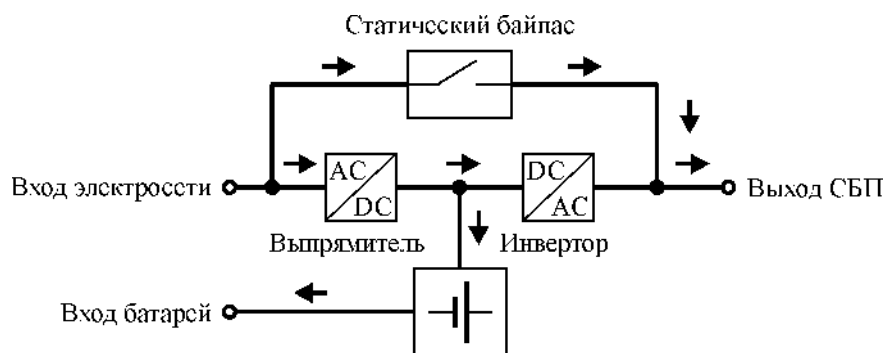 Статический байпас
Вход электросети
AC
DC
DC
AC
Выход СБП
Выпрямитель
Инвертор
Вход батарей